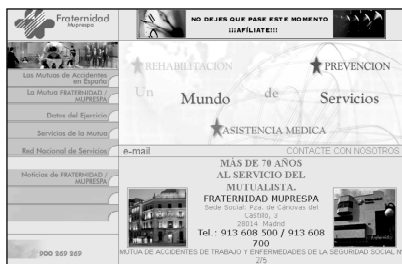 Fraternidad
Muprespa
NO DEJES QUE PASE ESTE MOMENTO
¡¡¡AFÍLIATE!!!
Las Mutuas de Accidentes
en España
La Mutua FRATERNIDAD /
MUPRESPA
Datos del Ejercicio
Servicios de la Mutua
Red Nacional de Servicios
Noticias de FRATERNIDAD /
MUPRESPA
900 269 269
REHABILITACION
PREVENCION
Un Mundo de Servicios
ASISTENCIA MEDICA
e-mail
CONTACTE CON NOSOTROS
MÁS DE 70 AÑOS
AL SERVICIO DEL
MUTUALISTA.
FRATERNIDAD MUPRESPA
Sede Social: Pza. de Cánovas del
Castillo, 3
28014 Madrid
Tel.: 913 608 500 / 913 608
700
MUTUA DE ACCIDENTES DE TRABAJO Y ENFERMEDADES DE LA SEGURIDAD SOCIAL Nº
275